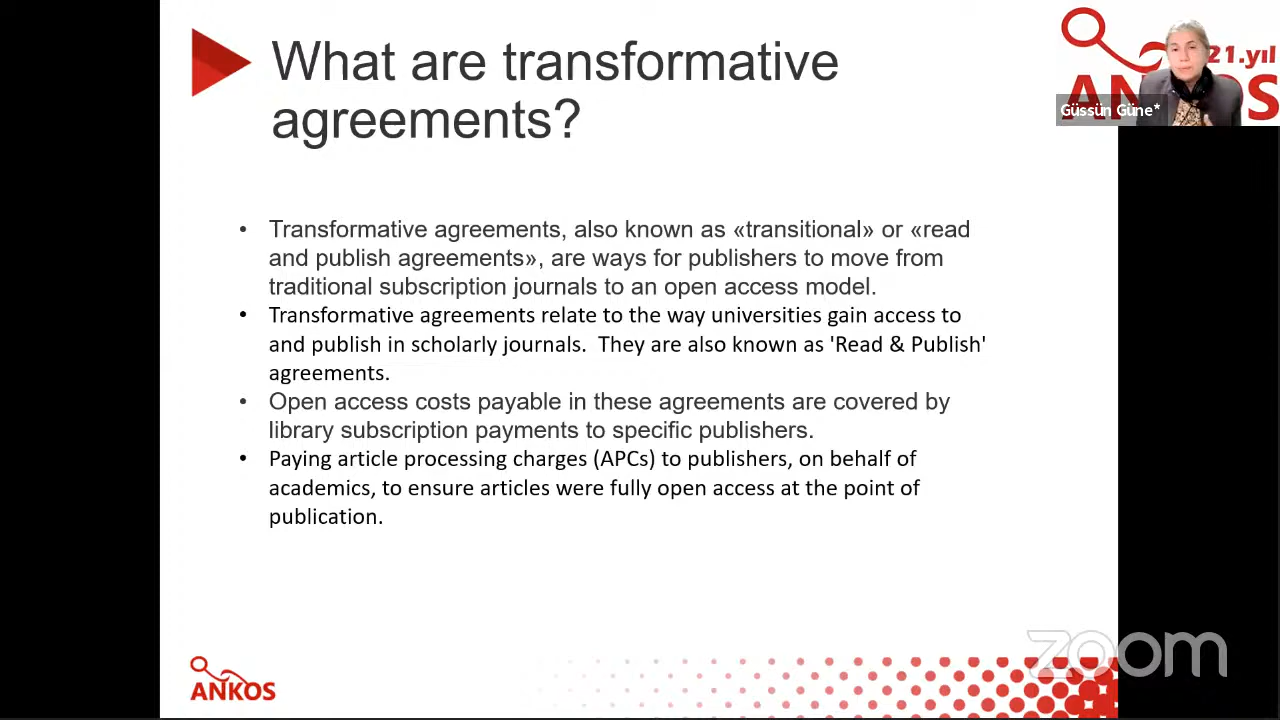 What are transformative
agreements?
21.yıl
ANKOS
Güssün Güne*
• Transformative agreements, also known as «transitional» or «read
and publish agreements», are ways for publishers to move from
traditional subscription journals to an open access model.
• Transformative agreements relate to the way universities gain access to
and publish in scholarly journals.  They are also known as 'Read & Publish'
agreements.
• Open access costs payable in these agreements are covered by
library subscription payments to specific publishers.
• Paying article processing charges (APCs) to publishers, on behalf of
academics, to ensure articles were fully open access at the point of
publication.
ANKOS
zoom